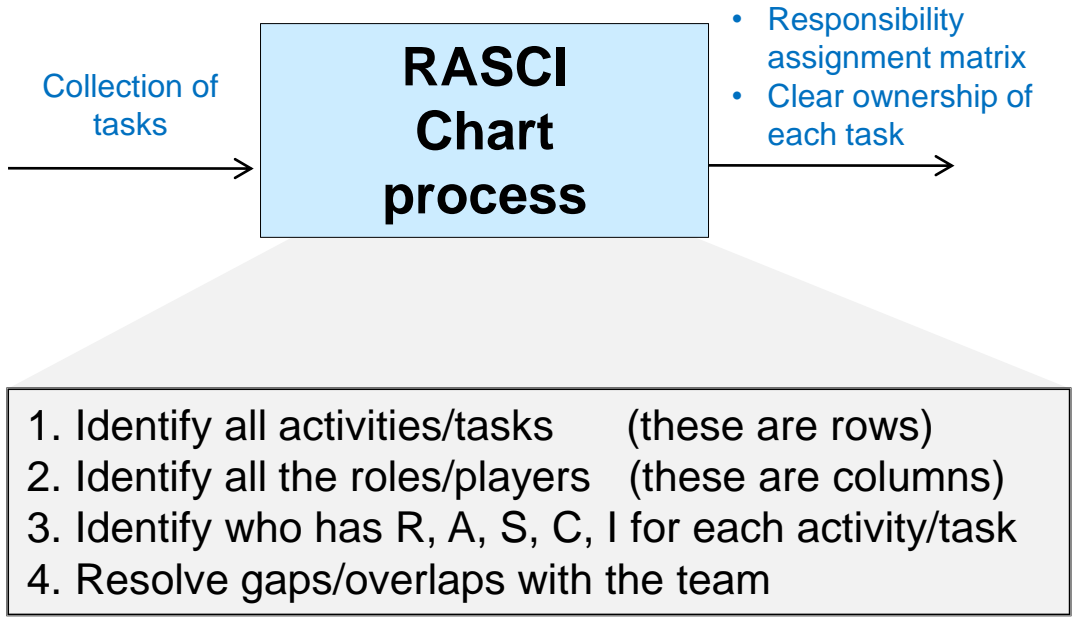 Collection of
tasks
RASCI
Chart
process
• Responsibility
assignment matrix
• Clear ownership of
each task
1. Identify all activities/tasks (these are rows)
2. Identify all the roles/players (these are columns)
3. Identify who has R, A, S, C, I for each activity/task
4. Resolve gaps/overlaps with the team